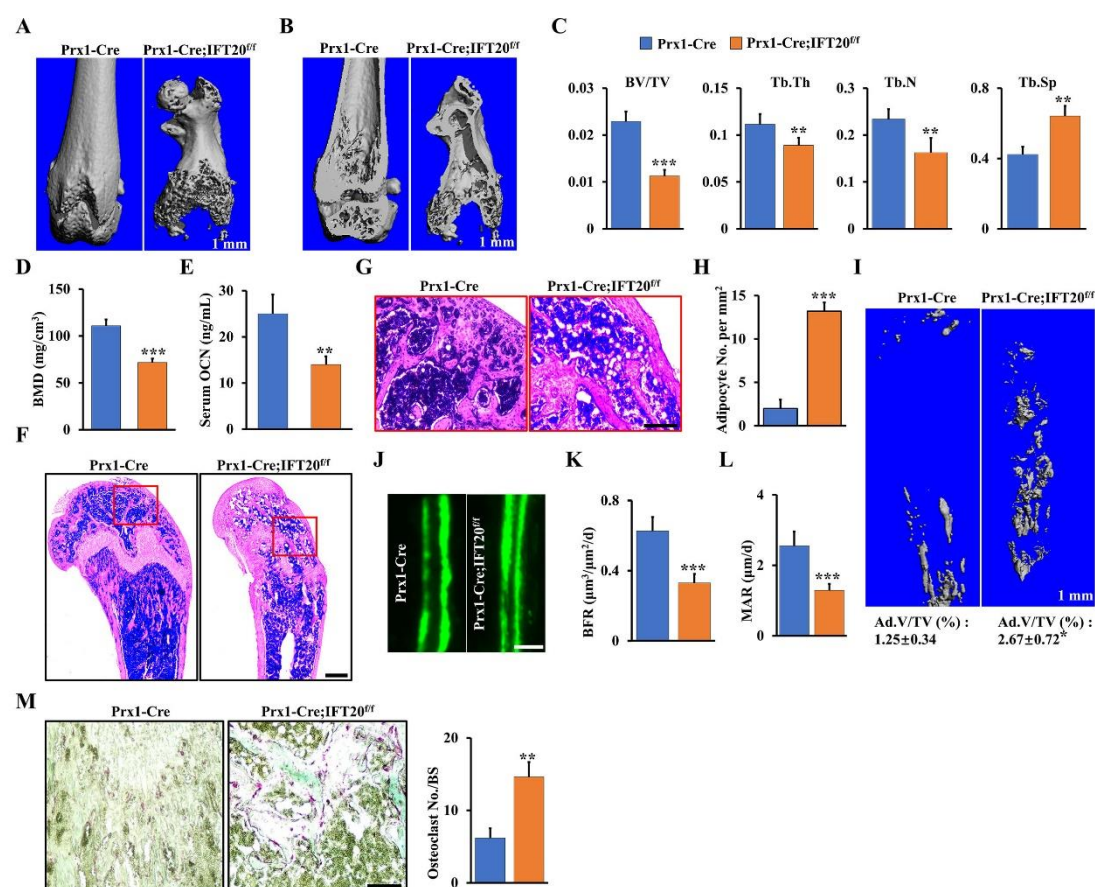 A
Prx1-Cre Prx1-Cre;IFT20f/f
1 mm
B
Prx1-Cre Prx1-Cre;IFT20f/f
1 mm
C
Prx1-Cre Prx1-Cre;IFT20f/f
BV/TV
0.03
0.02
0.01
0
***
Tb.Th
0.15
0.10
0.05
0
**
Tb.N
0.3
0.2
0.1
0
**
Tb.Sp
0.8
0.4
0
**
D
BMD (mg/cm3)
150
100
50
0
***
E
Serum OCN (ng/mL)
30
15
0
**
G
Prx1-Cre Prx1-Cre;IFT20f/f
H
Adipocyte No. per mm2
15
10
5
0
***
I
Prx1-Cre Prx1-Cre;IFT20f/f
1 mm
Ad.V/TV (%) : Ad.V/TV (%) :
1.25±0.34 2.67±0.72*
F
Prx1-Cre Prx1-Cre;IFT20f/f
J
Prx1-Cre
Prx1-Cre;IFT20f/f
K
BFR (µm3/µm2/d)
0.8
0.4
0
***
L
MAR (µm/d)
4
2
0
***
M
Prx1-Cre Prx1-Cre;IFT20f/f
Osteoclast No./BS
20
10
0
**